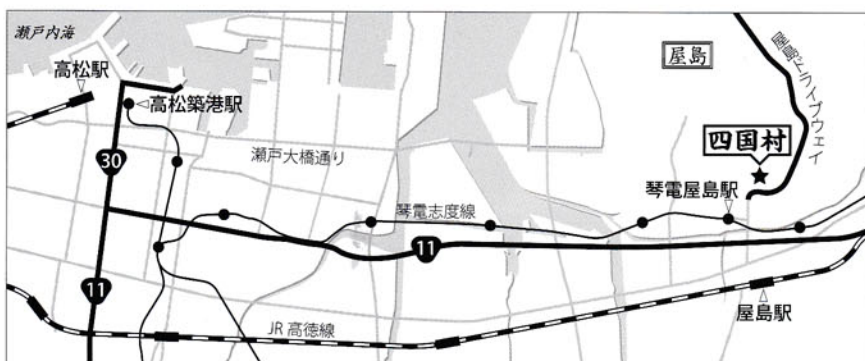 瀬戸内海
高松駅
高松築港駅
30
瀬戸大橋通り
屋島
屋島ドライブウェイ
四国村
琴電屋島駅
琴電志度線
11
11
屋島駅
JR高徳線